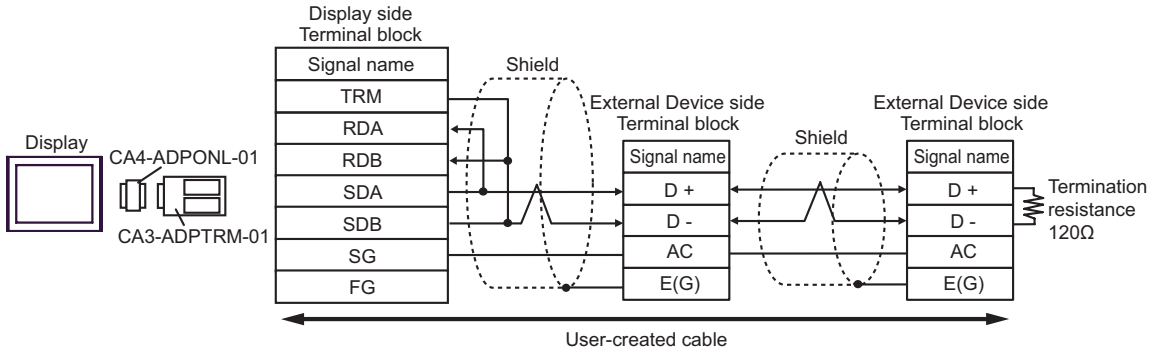 Display side
Terminal block
Signal name
TRM
RDA
RDB
SDA
SDB
SG
FG
Shield
External Device side
Terminal block
Signal name
D +
D -
AC
E(G)
Shield
External Device side
Terminal block
Signal name
D +
D -
AC
E(G)
Termination
resistance
120Ω
Display
CA4-ADPONL-01
CA3-ADPTRM-01
User-created cable